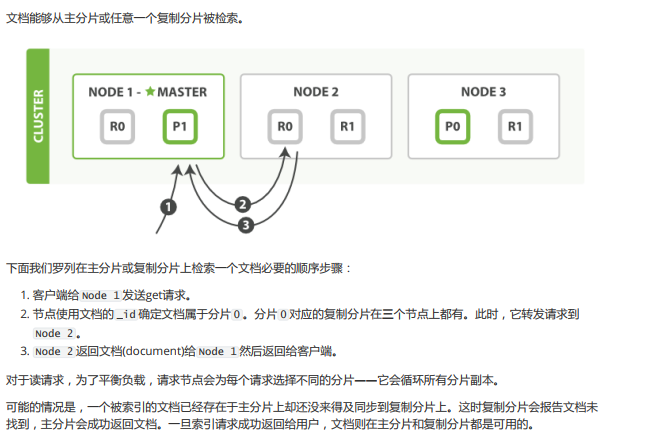 文档能够从主分片或任意一个复制分片被检索。
CLUSTER
NODE 1 - ★ MASTER
R0
P1
NODE 2
R0
R1
NODE 3
P0
R1
1
2
3
下面我们罗列在主分片或复制分片上检索一个文档必要的顺序步骤：
1. 客户端给 Node 1 发送get请求。
2. 节点使用文档的 _id 确定文档属于分片 0 。分片 0 对应的复制分片在三个节点上都有。此时，它转发请求到
Node 2 。
3. Node 2 返回文档(document)给 Node 1 然后返回给客户端。
对于读请求，为了平衡负载，请求节点会为每个请求选择不同的分片——它会循环所有分片副本。
可能的情况是，一个被索引的文档已经存在于主分片上却还没来得及同步到复制分片上。这时复制分片会报告文档未
找到，主分片会成功返回文档。一旦索引请求成功返回给用户，文档则在主分片和复制分片都是可用的。